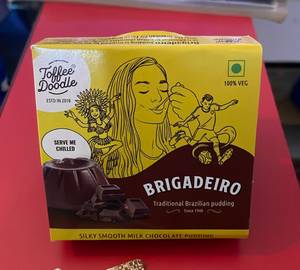 Toffee
Doodle
ESTD IN 2016
100% VEG
SERVE ME
CHILLED
BRIGADEIRO
Traditional Brazilian pudding
Since 1940
SILKY SMOOTH MILK CHOCOLATE PUDDING